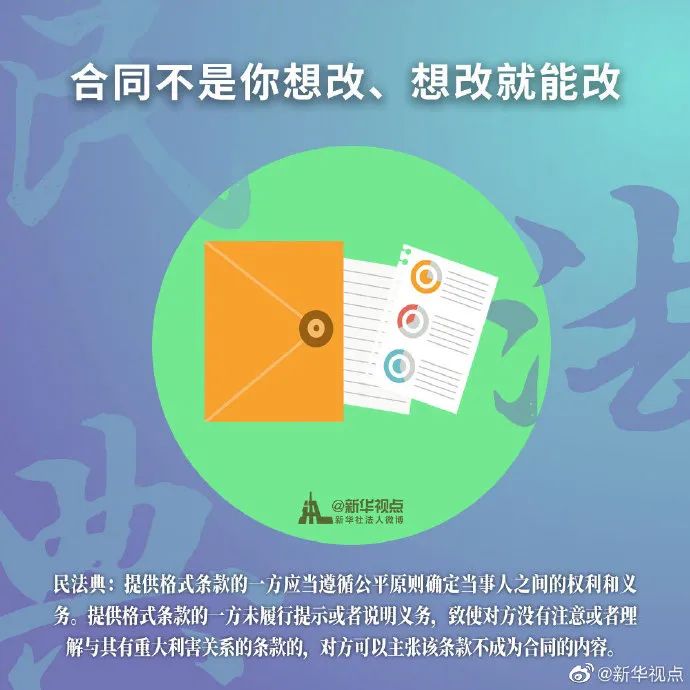 民
法
典
合同不是你想改、想改就能改
@新华视点
新华社法人微博
民法典：提供格式条款的一方应当遵循公平原则确定当事人之间的权利和义
务。提供格式条款的一方未履行提示或者说明义务，致使对方没有注意或者理
解与其有重大利害关系的条款的，对方可以主张该条款不成为合同的内容。
@新华视点